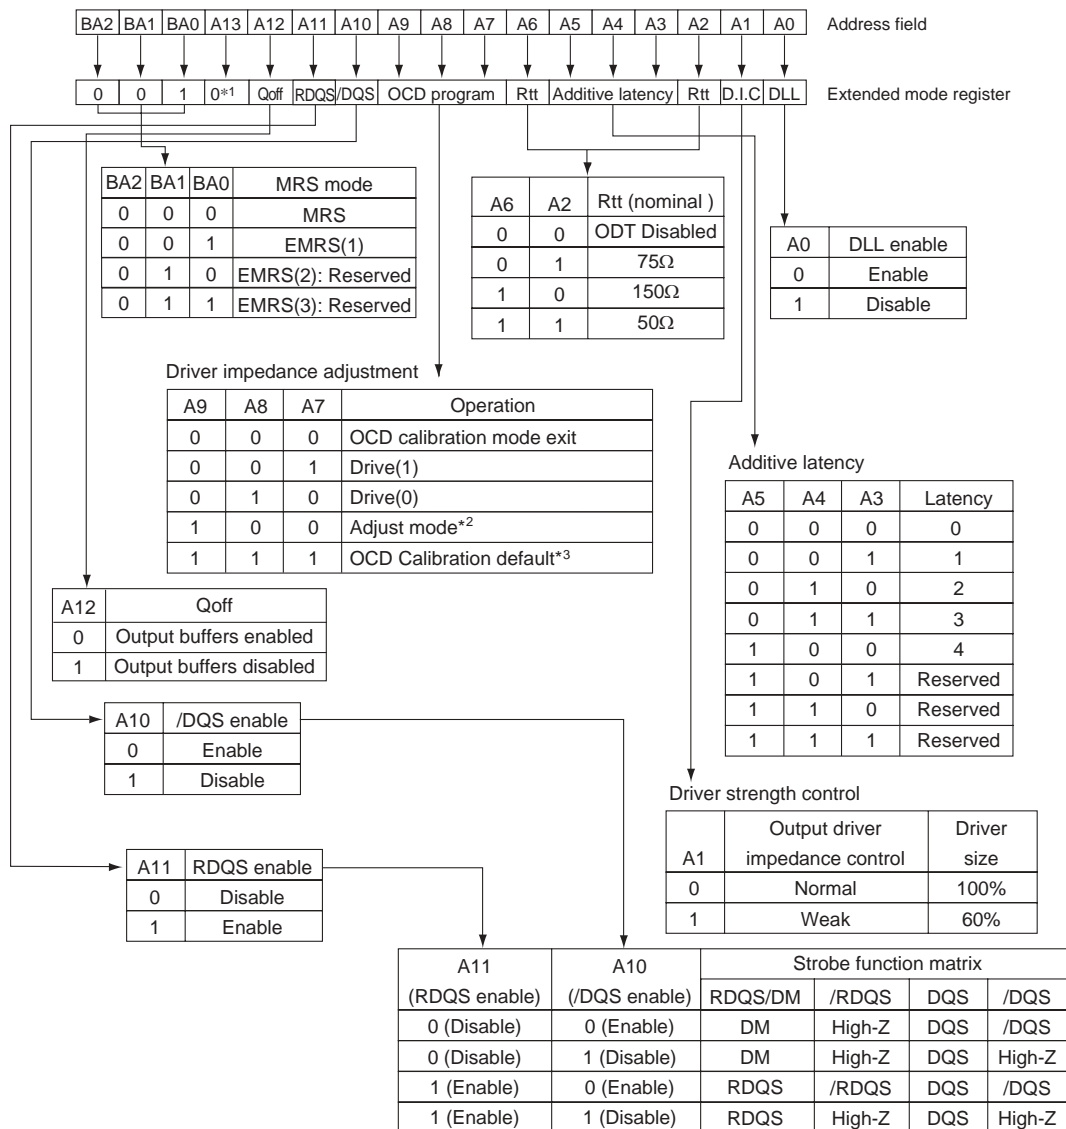 BA2 BA1 BA0 A13 A12 A11 A10 A9 A8 A7 A6 A5 A4 A3 A2 A1 A0 Address field
0 0 1 0*1 Qoff RDQS /DQS OCD program Rtt Additive latency Rtt D.I.C DLL Extended mode register
BA2 BA1 BA0 MRS mode
0 0 0 MRS
0 0 1 EMRS(1)
0 1 0 EMRS(2): Reserved
0 1 1 EMRS(3): Reserved
A6 A2 Rtt (nominal )
0 0 ODT Disabled
0 1 75Ω
1 0 150Ω
1 1 50Ω
A0 DLL enable
0 Enable
1 Disable
Driver impedance adjustment
A9 A8 A7 Operation
0 0 0 OCD calibration mode exit
0 0 1 Drive(1)
0 1 0 Drive(0)
1 0 0 Adjust mode*2
1 1 1 OCD Calibration default*3
Additive latency
A5 A4 A3 Latency
0 0 0 0
0 0 1 1
0 1 0 2
0 1 1 3
1 0 0 4
1 0 1 Reserved
1 1 0 Reserved
1 1 1 Reserved
A12 Qoff
0 Output buffers enabled
1 Output buffers disabled
A10 /DQS enable
0 Enable
1 Disable
Driver strength control
Output driver Driver
A1 impedance control size
0 Normal 100%
1 Weak 60%
A11 RDQS enable
0 Disable
1 Enable
A11 A10 Strobe function matrix
(RDQS enable) (/DQS enable) RDQS/DM /RDQS DQS /DQS
0 (Disable) 0 (Enable) DM High-Z DQS /DQS
0 (Disable) 1 (Disable) DM High-Z DQS High-Z
1 (Enable) 0 (Enable) RDQS /RDQS DQS /DQS
1 (Enable) 1 (Disable) RDQS High-Z DQS High-Z